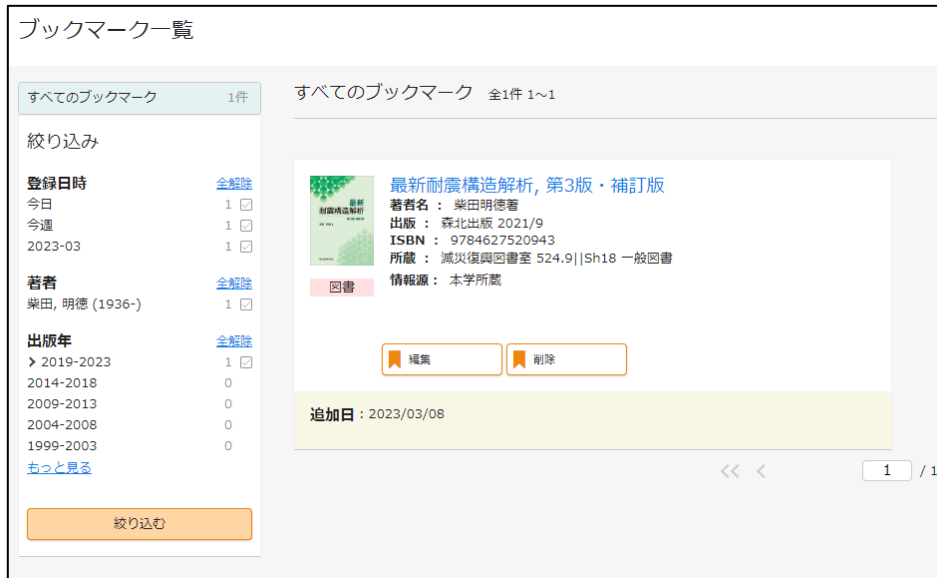 ブックマーク一覧
すべてのブックマーク 1件
絞り込み
登録日時 全解除
今日 1
今週 1
2023-03 1
著者 全解除
柴田, 明徳 (1936-) 1
出版年 全解除
2019-2023 1
2014-2018 0
2009-2013 0
2004-2008 0
1999-2003 0
もっと見る
絞り込む
すべてのブックマーク 全1件 1～1
最新
耐震構造解析
図書
最新耐震構造解析, 第3版・補訂版
著者名 : 柴田明徳著
出版 : 森北出版 2021/9
ISBN : 9784627520943
所蔵 : 減災復興図書室 524.9||Sh18 一般図書
情報源 : 本学所蔵
編集
削除
追加日 : 2023/03/08
<< < 1 / 1